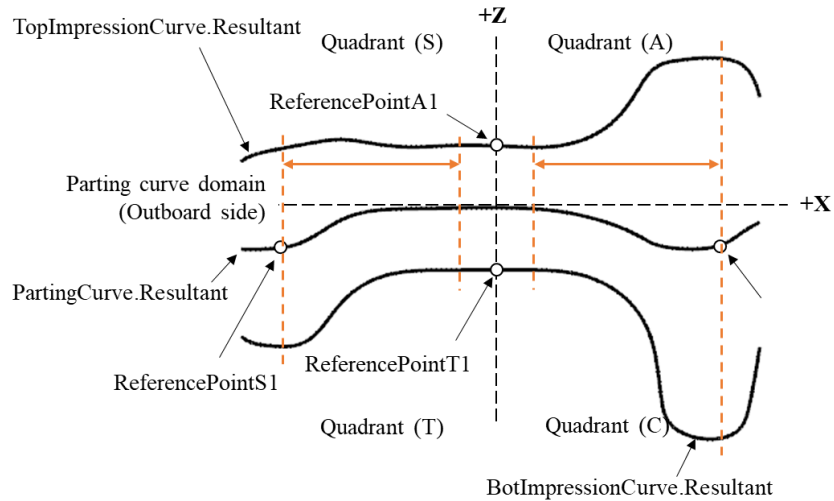 +Z
TopImpressionCurve.Resultant
Quadrant (S)
Quadrant (A)
ReferencePointA1
Parting curve domain
(Outboard side)
+X
PartingCurve.Resultant
ReferencePointT1
ReferencePointS1
Quadrant (T)
Quadrant (C)
BotImpressionCurve.Resultant